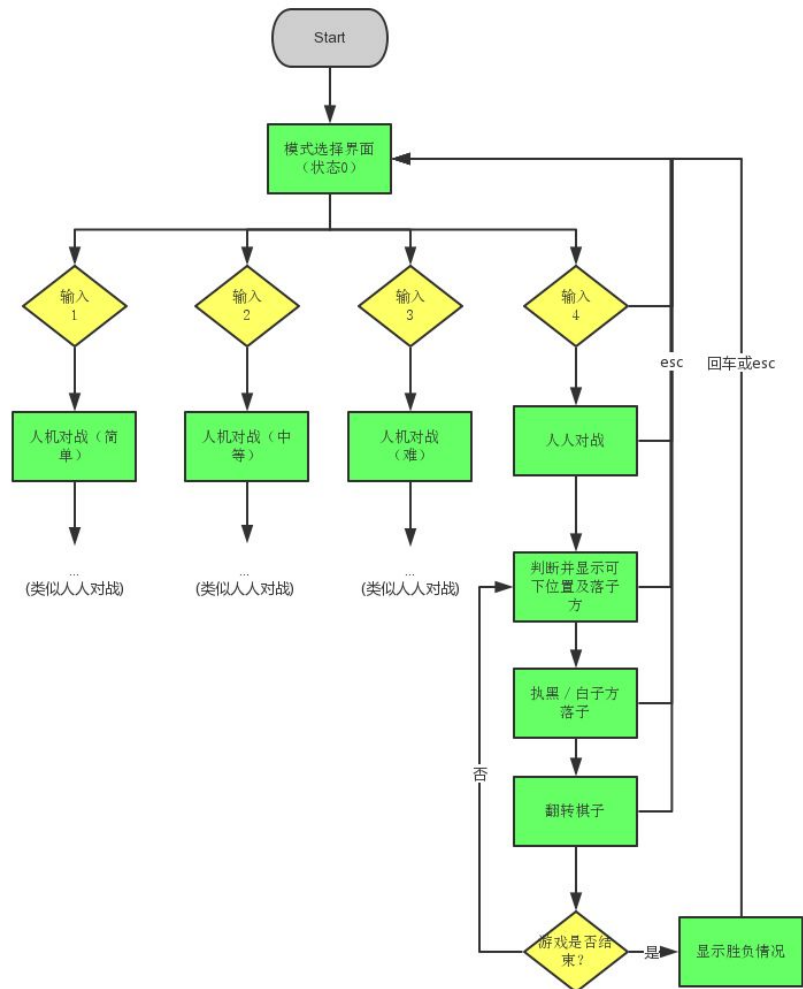 Start
模式选择界面
（状态0）
输入
1
输入
2
输入
3
输入
4
esc
回车或esc
人机对战（简
单）
人机对战（中
等）
人机对战
（难）
人人对战
...
(类似人人对战)
...
(类似人人对战)
...
(类似人人对战)
判断并显示可
下位置及落子
方
执黑／白子方
落子
否
翻转棋子
游戏是否结
束？
是
显示胜负情况